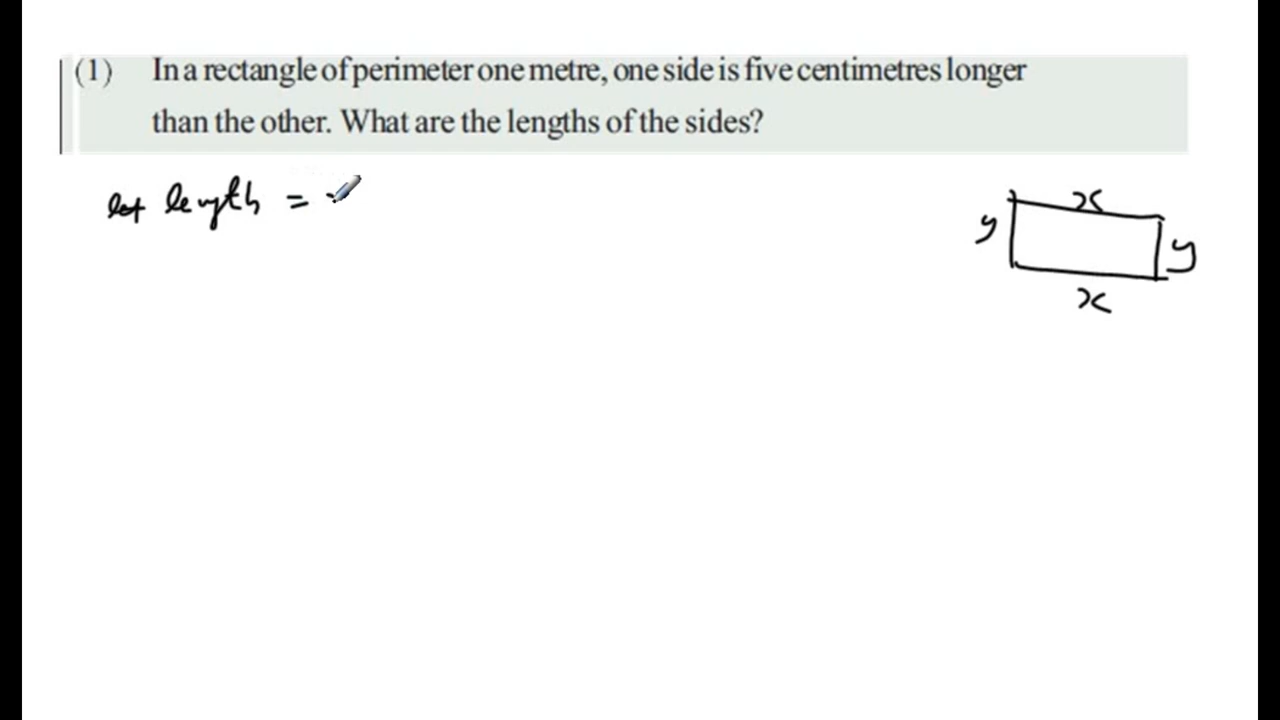 (1) In a rectangle of perimeter one metre, one side is five centimetres longer
than the other. What are the lengths of the sides?
let length =
x
y
y
x